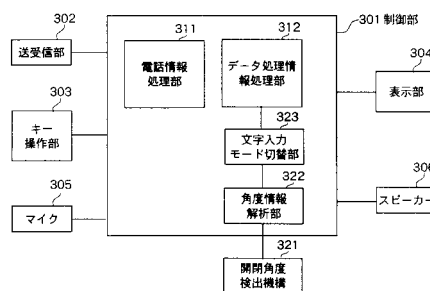 302
送受信部
303
キー
操作部
305
マイク
311
電話情報
処理部
312
データ処理情
報処理部
323
文字入力
モード切替部
322
角度情報
解析部
321
開閉角度
検出機構
301 制御部
304
表示部
306
スピーカー